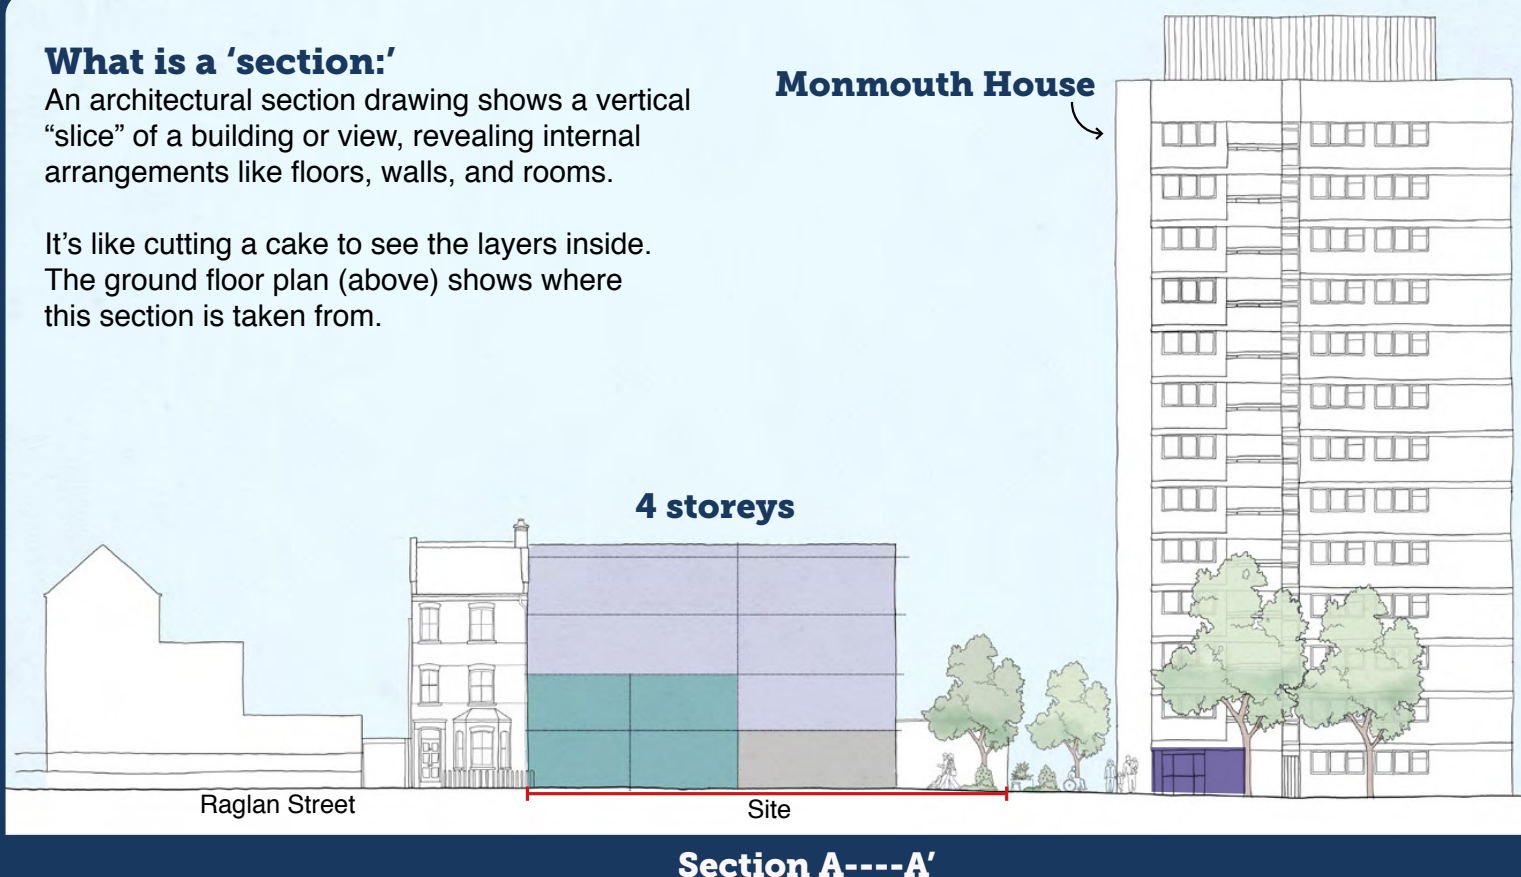 What is a ‘section:’
An architectural section drawing shows a vertical
“slice” of a building or view, revealing internal
arrangements like floors, walls, and rooms.
It’s like cutting a cake to see the layers inside.
The ground floor plan (above) shows where
this section is taken from.
Monmouth House
4 storeys
Raglan Street
Site
Section A----A’